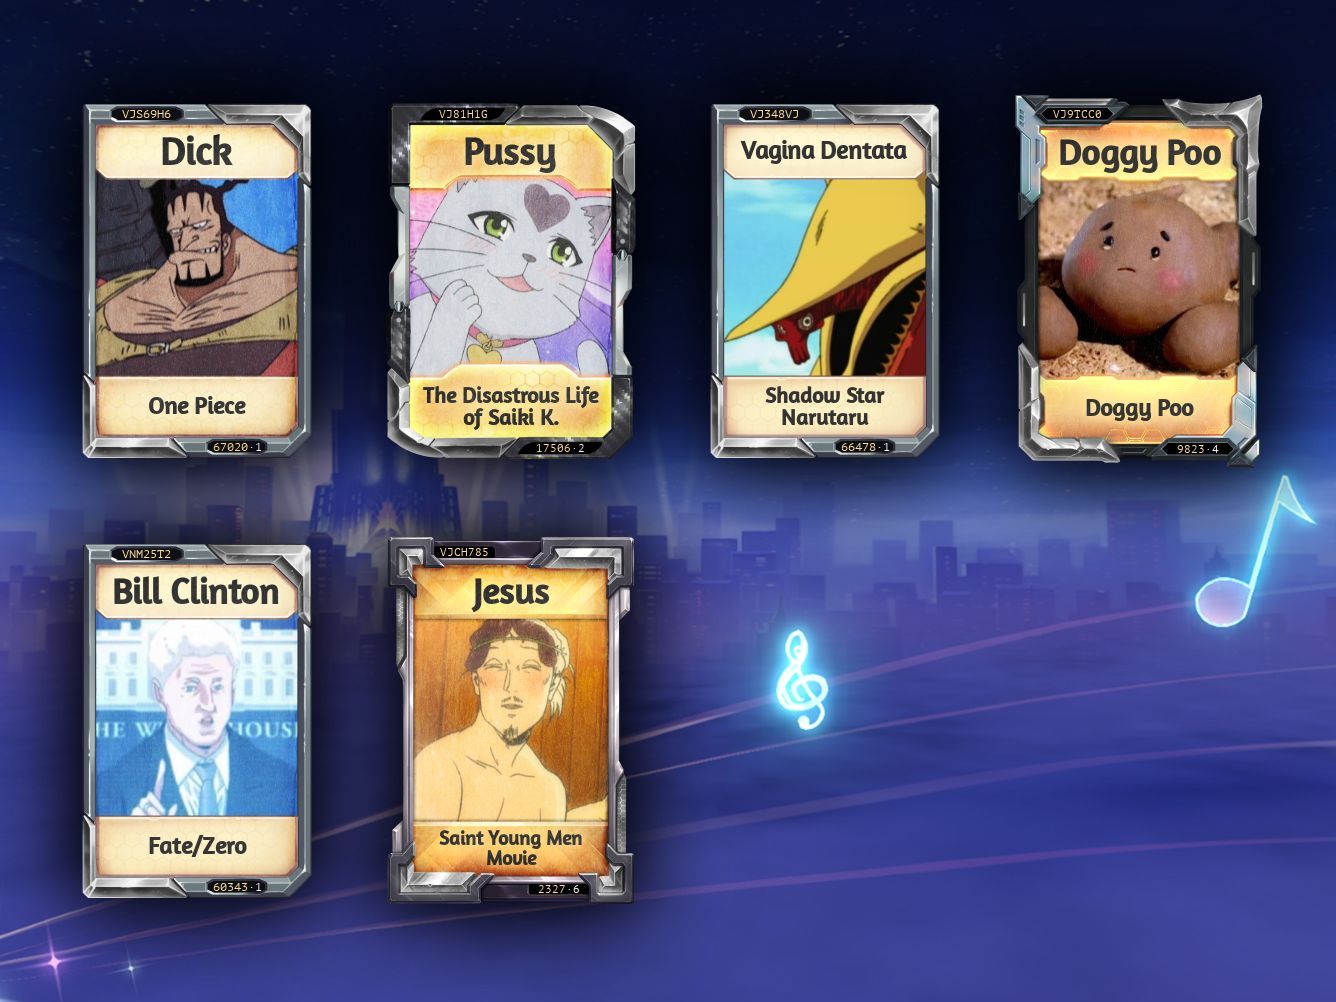 VJS69H6
Dick
One Piece
67020·1
VJ81H1G
Pussy
The Disastrous Life
of Saiki K.
17506·2
VJ348VJ
Vagina Dentata
Shadow Star
Narutaru
66478·1
VJ9TCC0
Doggy Poo
Doggy Poo
9823·4
VNM25T2
Bill Clinton
THE W HOUS
Fate/Zero
60343·1
VJCH785
Jesus
Saint Young Men
Movie
2327·6